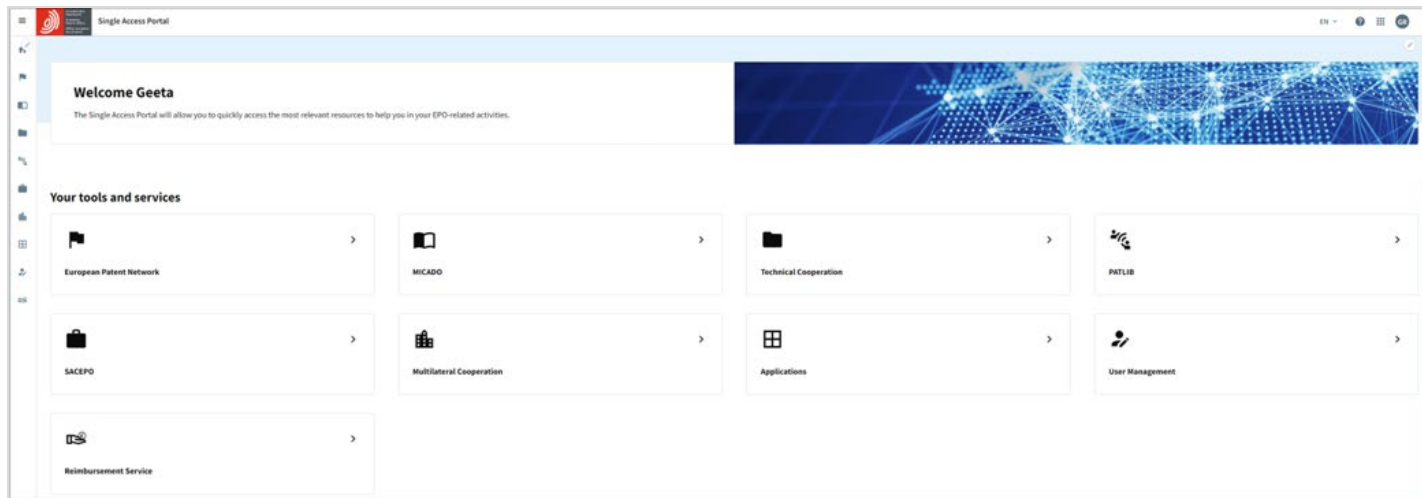 Single Access Portal
EN
GR
Welcome Geeta
The Single Access Portal will allow you to quickly access the most relevant resources to help you in your EPO-related activities.
Your tools and services
European Patent Network
MICADO
Technical Cooperation
PATLIB
SACEPO
Multilateral Cooperation
Applications
User Management
Reimbursement Service